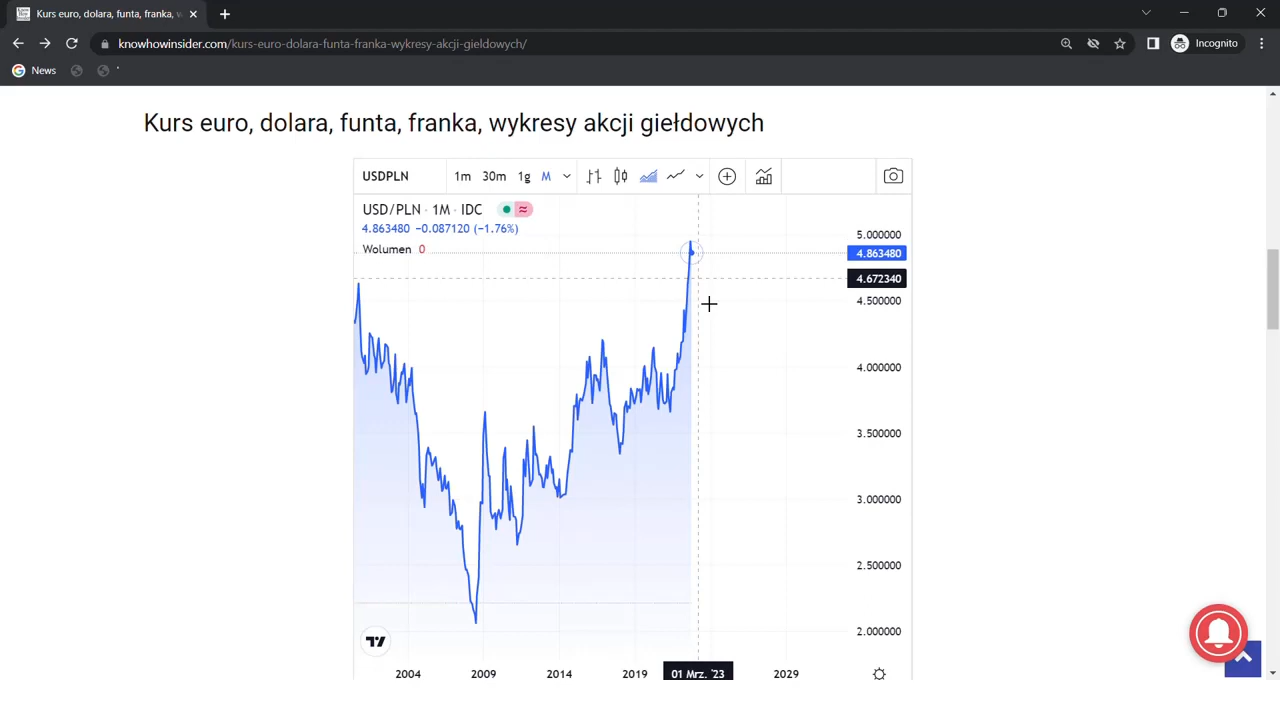 Kurs euro, dolara, funta, franka, w
knowhowinsider.com/kurs-euro-dolara-funta-franka-wykresy-akcji-gieldowych/
Incognito
News
Kurs euro, dolara, funta, franka, wykresy akcji giełdowych
USDPLN 1m 30m 1g M
USD/PLN · 1M · IDC
4.863480 −0.087120 (−1.76%)
Wolumen 0
5.000000
4.863480
4.672340
4.500000
4.000000
3.500000
3.000000
2.500000
2.000000
2004 2009 2014 2019 01 Mrz. '23 2029